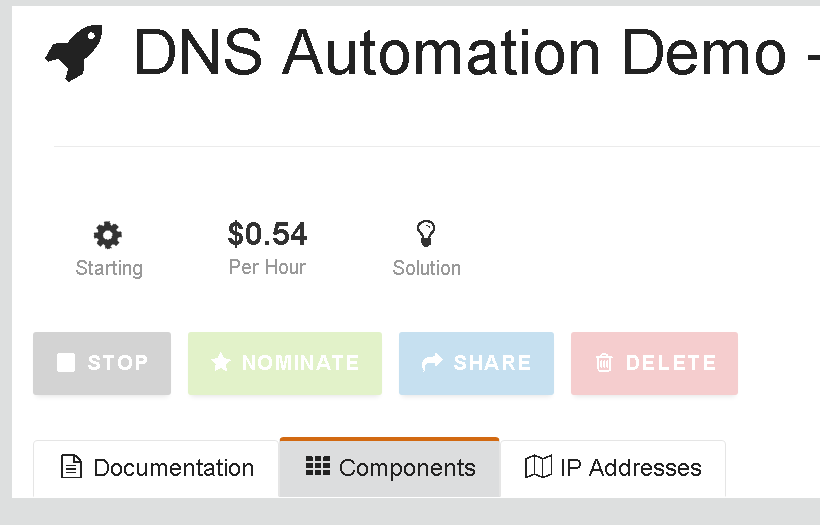 DNS Automation Demo -
$0.54
Starting Per Hour Solution
STOP NOMINATE SHARE DELETE
Documentation Components IP Addresses